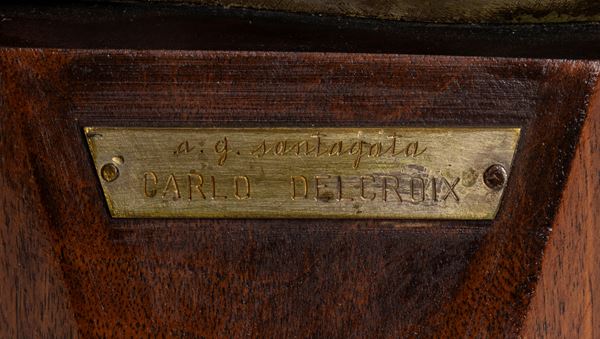 a. g. santagata
CARLO DELCROIX